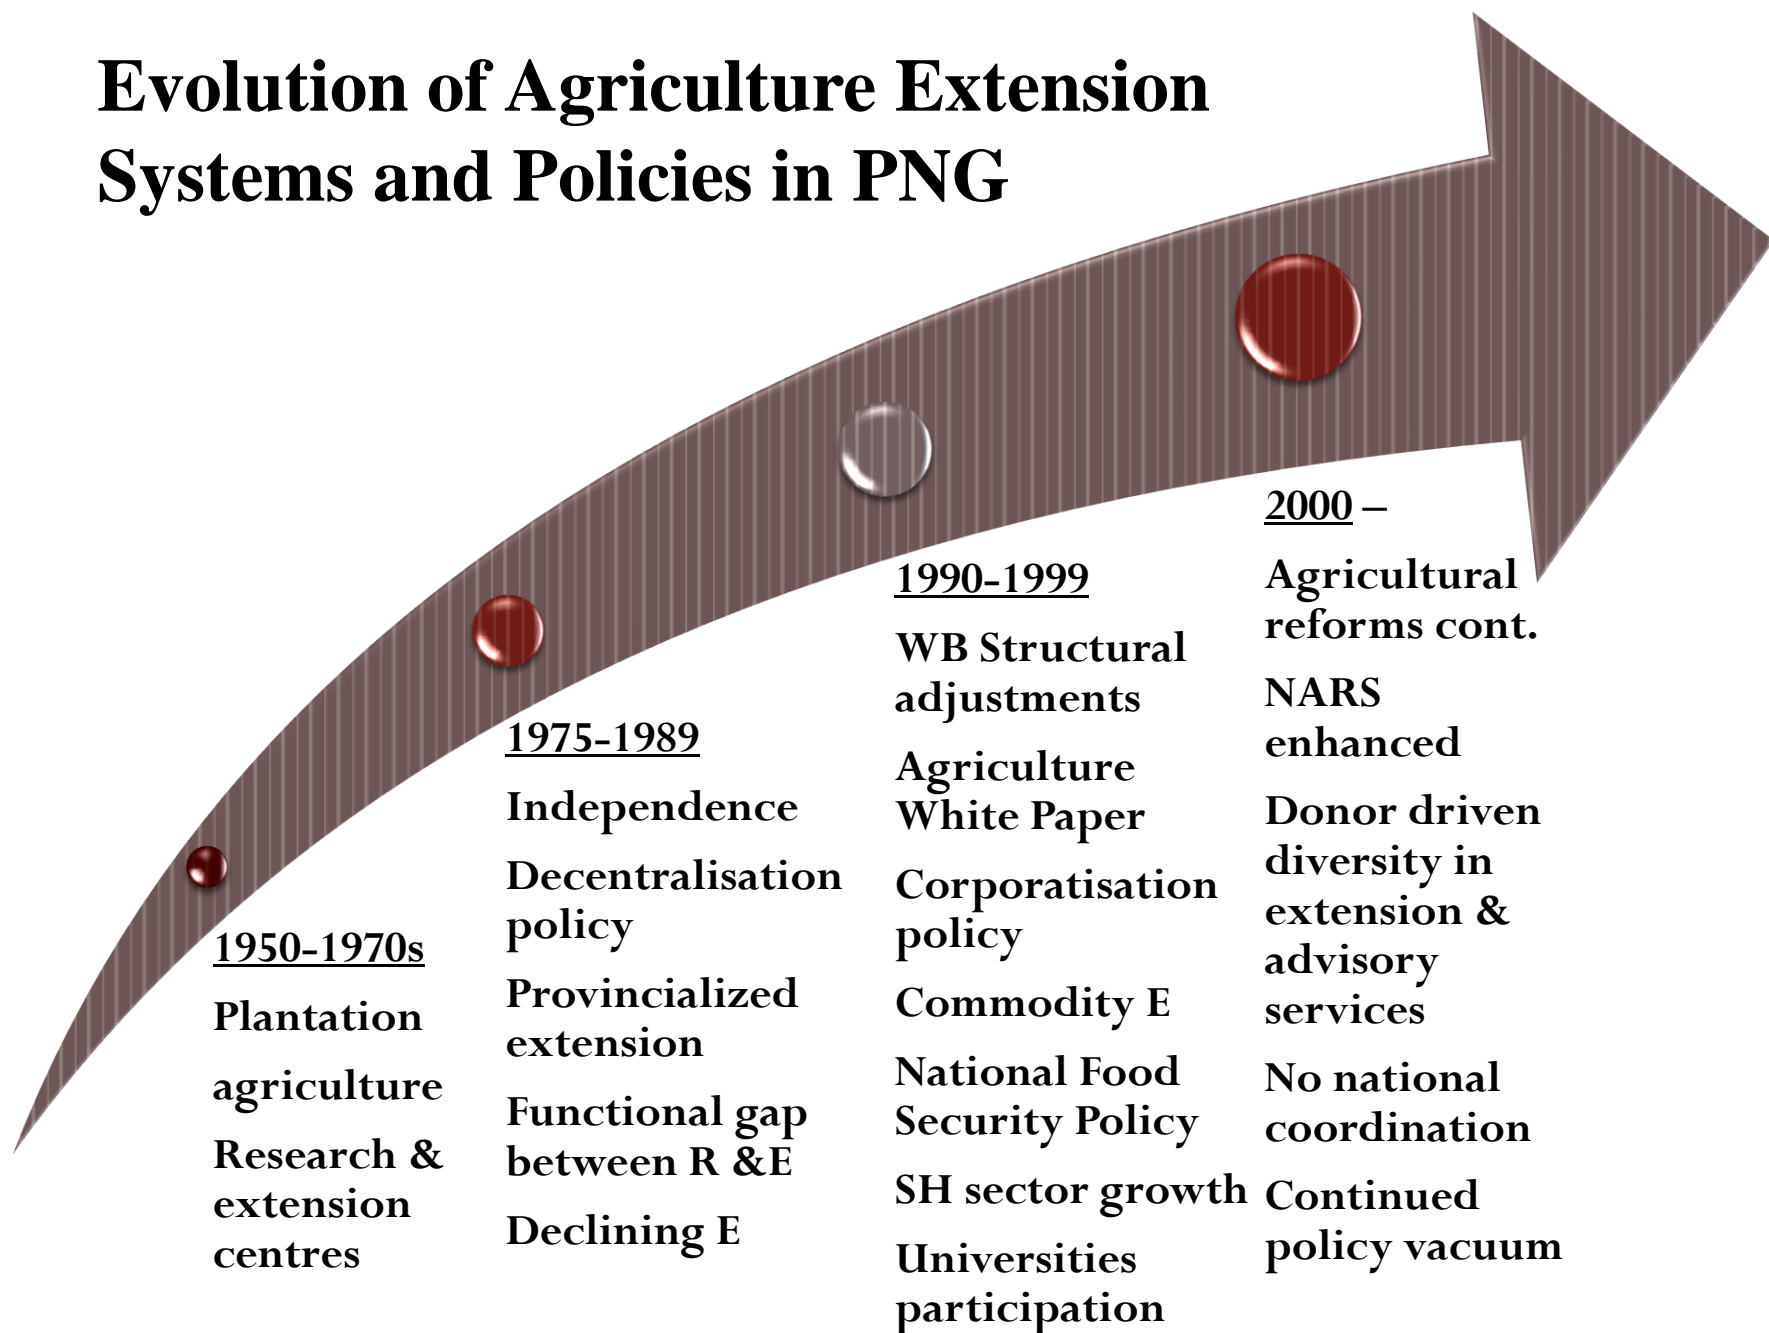 Evolution of Agriculture Extension
Systems and Policies in PNG
1950-1970s
Plantation
agriculture
Research &
extension
centres
1975-1989
Independence
Decentralisation
policy
Provincialized
extension
Functional gap
between R &E
Declining E
1990-1999
WB Structural
adjustments
Agriculture
White Paper
Corporatisation
policy
Commodity E
National Food
Security Policy
SH sector growth
Universities
participation
2000 –
Agricultural
reforms cont.
NARS
enhanced
Donor driven
diversity in
extension &
advisory
services
No national
coordination
Continued
policy vacuum